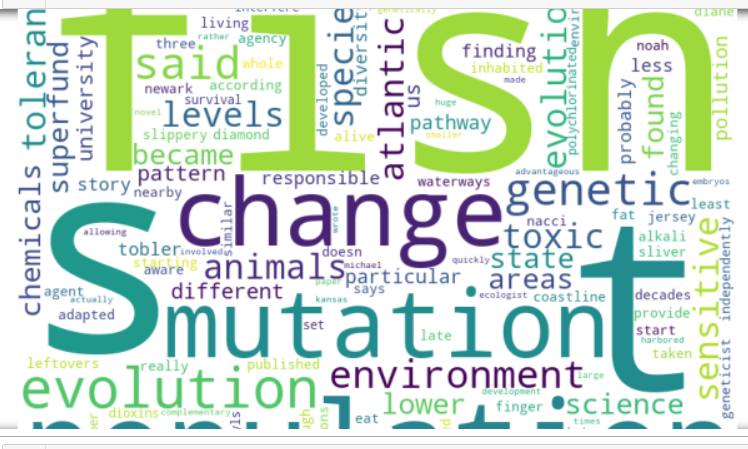 interfere
living
three
rather
agency
said
whole
newark
according
survival
novel
levels
slippery
diamond
became
pattern
story
nearby
toleran
superfund
university
chemicals
fish
developed
specie
diversit
alive
atlantic
us
genetically
finding
inhabited
made
huge
pathway
smaller
evolutio
polychlorinated
envir
noah
less
probably
found
changing
diane
pollution
responsible
waterways
advantageous
genetic
embryos
least
change
similar
wrote
nacci
fat
jersey
toxic
alkali
sliver
allowing
tobler
involved
starting
aware
animals
doesn
michael
particular
quickly
state
areas
says
paper
kansas
ecologist
coastline
decades
provide
start
harbored
taken
sensitive
independently
geneticist
s
t
agent
actually
adapted
different
set
mutation
late
leftovers
really
published
environment
large
evolution
development
lower
finger
science
times
dioxins
complementary
eat
population